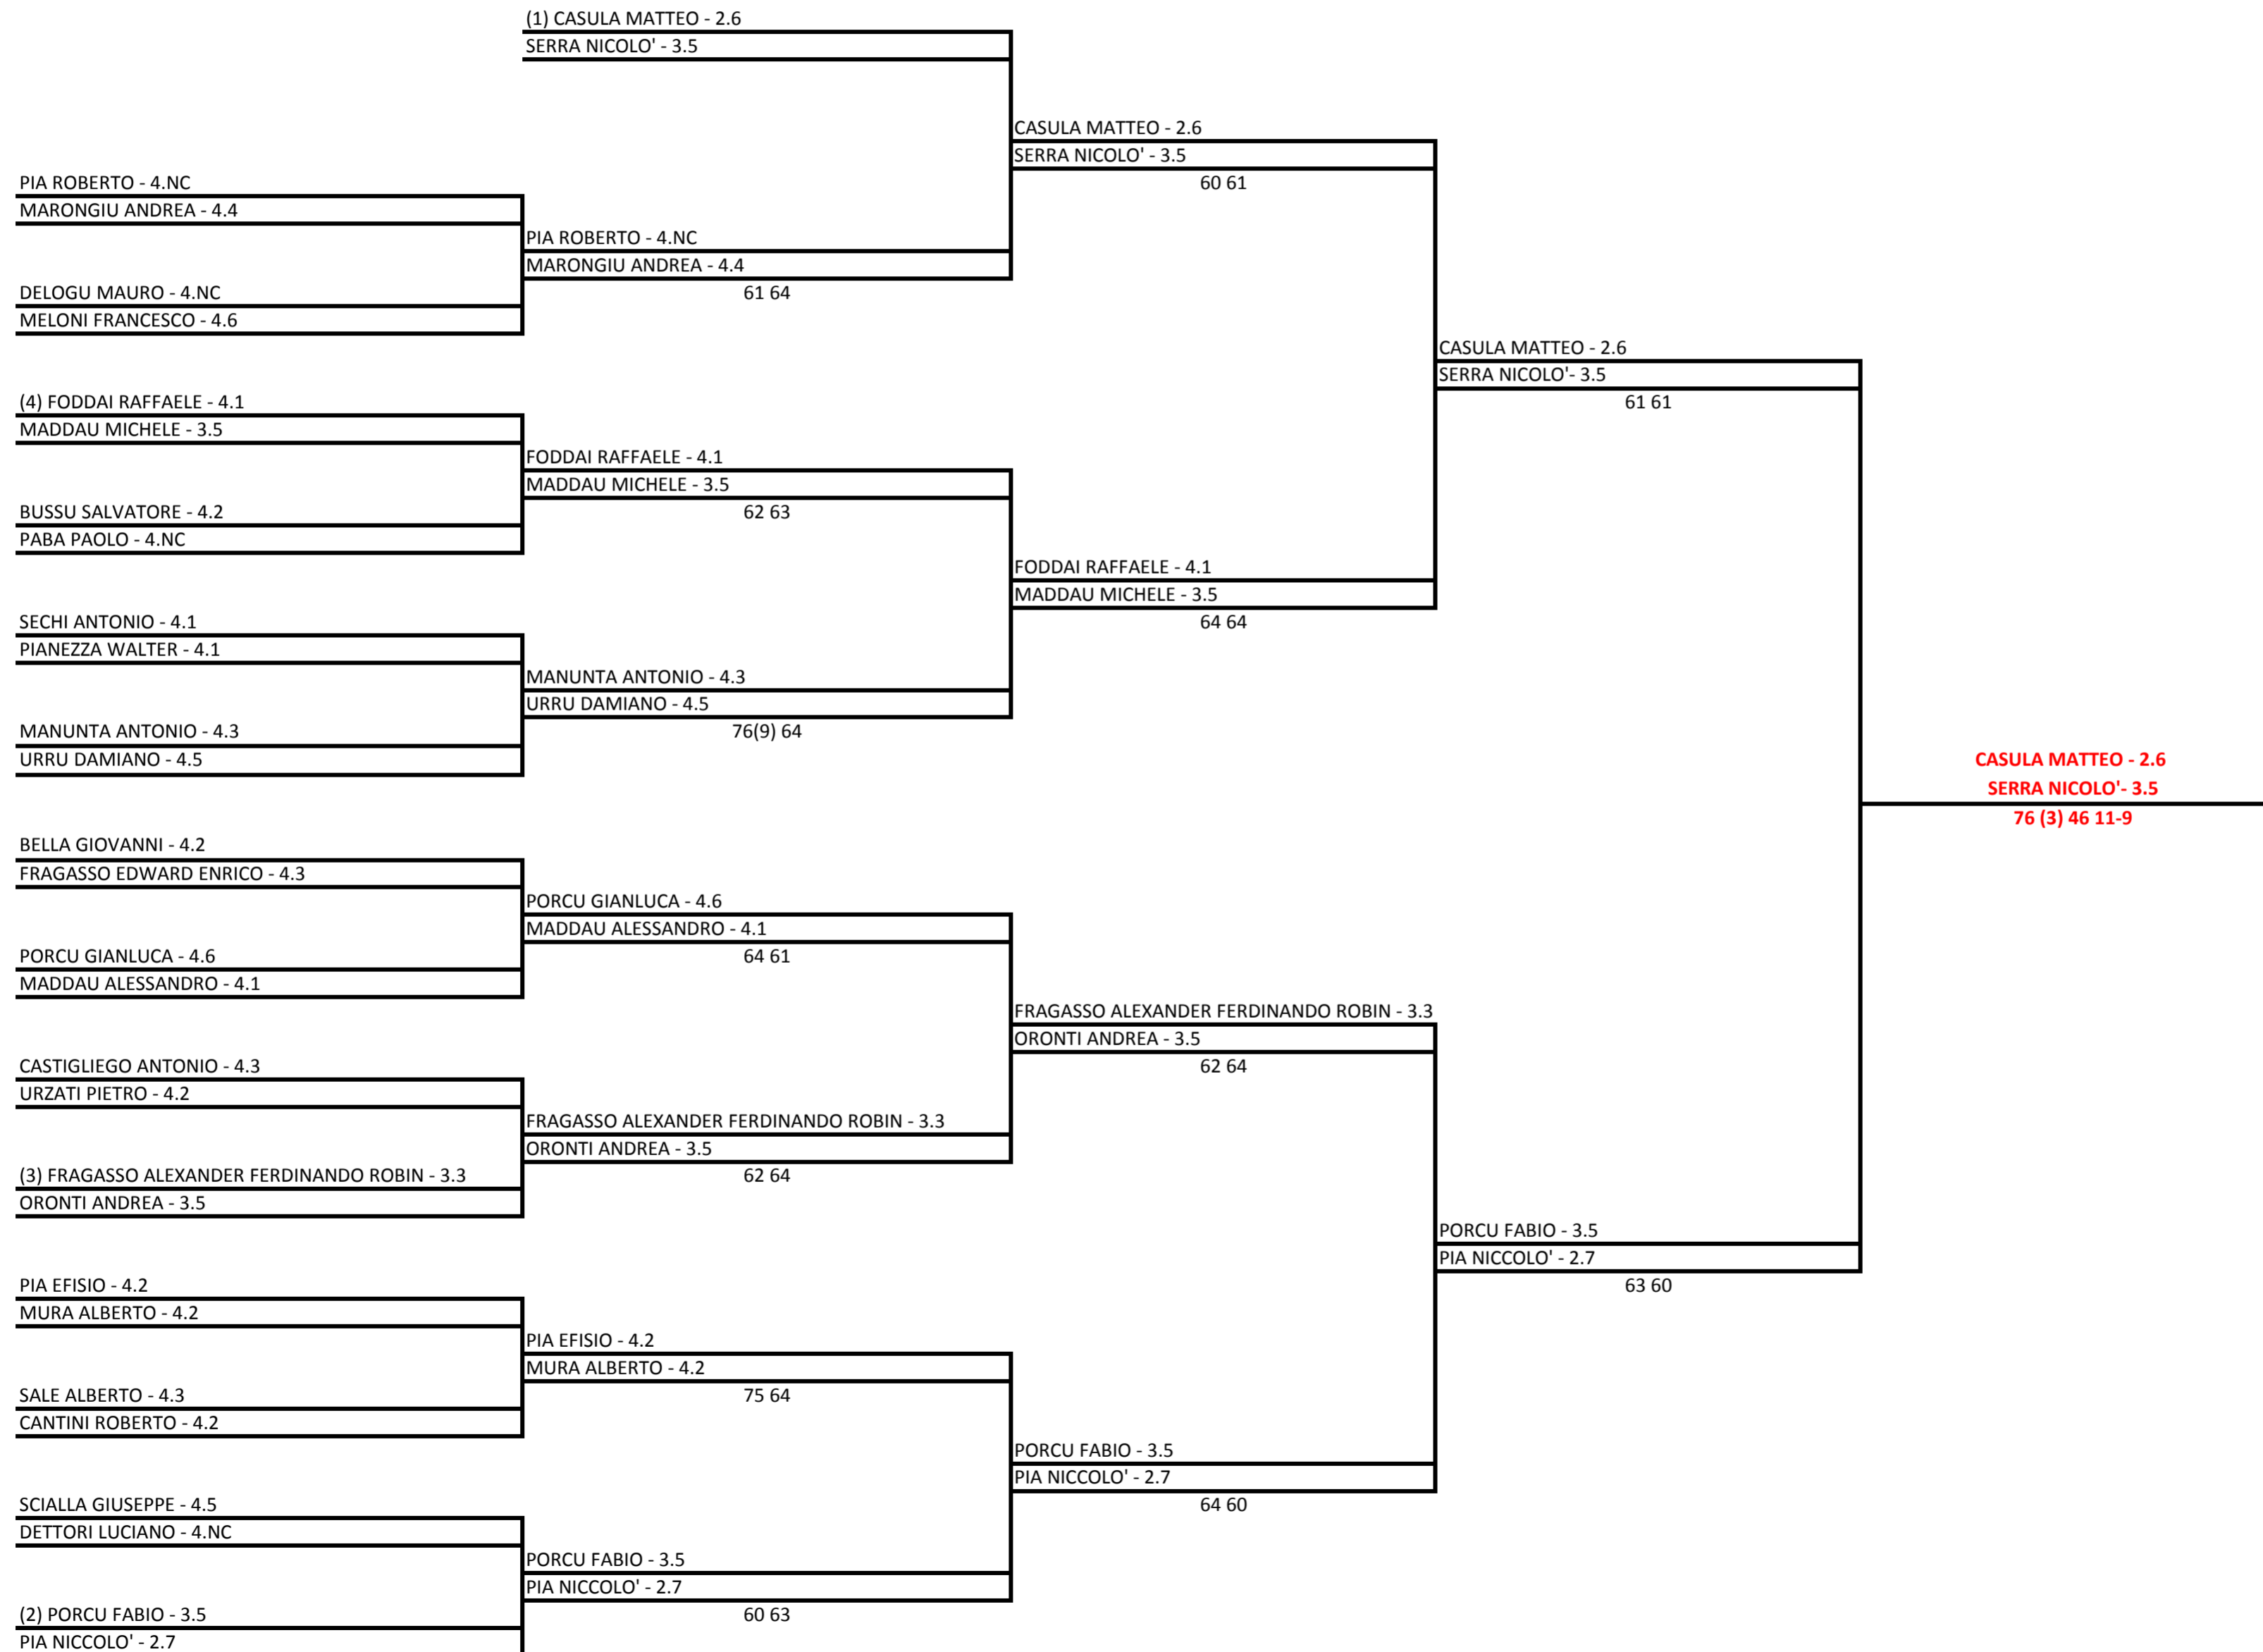 (1) CASULA MATTEO - 2.6
SERRA NICOLO' - 3.5
CASULA MATTEO - 2.6
SERRA NICOLO' - 3.5
60 61
PIA ROBERTO - 4.NC
MARONGIU ANDREA - 4.4
PIA ROBERTO - 4.NC
MARONGIU ANDREA - 4.4
61 64
DELOGU MAURO - 4.NC
MELONI FRANCESCO - 4.6
CASULA MATTEO - 2.6
SERRA NICOLO'- 3.5
61 61
(4) FODDAI RAFFAELE - 4.1
MADDAU MICHELE - 3.5
FODDAI RAFFAELE - 4.1
MADDAU MICHELE - 3.5
62 63
BUSSU SALVATORE - 4.2
PABA PAOLO - 4.NC
FODDAI RAFFAELE - 4.1
MADDAU MICHELE - 3.5
64 64
SECHI ANTONIO - 4.1
PIANEZZA WALTER - 4.1
MANUNTA ANTONIO - 4.3
URRU DAMIANO - 4.5
76(9) 64
MANUNTA ANTONIO - 4.3
URRU DAMIANO - 4.5
CASULA MATTEO - 2.6
SERRA NICOLO'- 3.5
76 (3) 46 11-9
BELLA GIOVANNI - 4.2
FRAGASSO EDWARD ENRICO - 4.3
PORCU GIANLUCA - 4.6
MADDAU ALESSANDRO - 4.1
64 61
PORCU GIANLUCA - 4.6
MADDAU ALESSANDRO - 4.1
FRAGASSO ALEXANDER FERDINANDO ROBIN - 3.3
ORONTI ANDREA - 3.5
62 64
CASTIGLIEGO ANTONIO - 4.3
URZATI PIETRO - 4.2
FRAGASSO ALEXANDER FERDINANDO ROBIN - 3.3
ORONTI ANDREA - 3.5
62 64
(3) FRAGASSO ALEXANDER FERDINANDO ROBIN - 3.3
ORONTI ANDREA - 3.5
PORCU FABIO - 3.5
PIA NICCOLO' - 2.7
63 60
PIA EFISIO - 4.2
MURA ALBERTO - 4.2
PIA EFISIO - 4.2
MURA ALBERTO - 4.2
75 64
SALE ALBERTO - 4.3
CANTINI ROBERTO - 4.2
PORCU FABIO - 3.5
PIA NICCOLO' - 2.7
64 60
SCIALLA GIUSEPPE - 4.5
DETTORI LUCIANO - 4.NC
PORCU FABIO - 3.5
PIA NICCOLO' - 2.7
60 63
(2) PORCU FABIO - 3.5
PIA NICCOLO' - 2.7